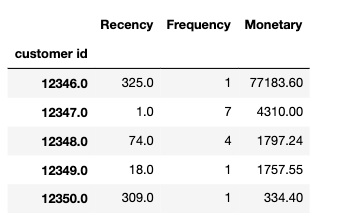 Recency Frequency Monetary
customer id
12346.0 325.0 1 77183.60
12347.0 1.0 7 4310.00
12348.0 74.0 4 1797.24
12349.0 18.0 1 1757.55
12350.0 309.0 1 334.40